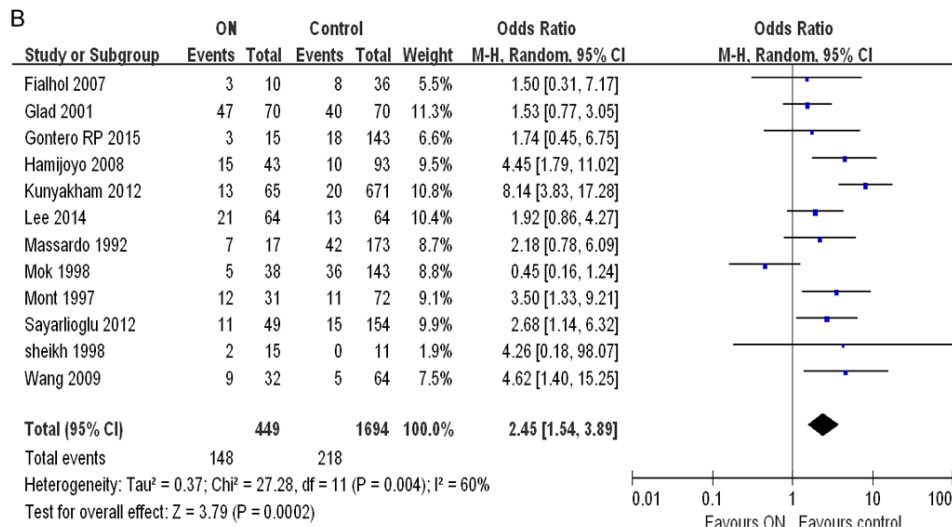 B
ON Control Odds Ratio Odds Ratio
Study or Subgroup Events Total Events Total Weight M-H, Random, 95% CI M-H, Random, 95% CI
Fialhol 2007 3 10 8 36 5.5% 1.50 [0.31, 7.17]
Glad 2001 47 70 40 70 11.3% 1.53 [0.77, 3.05]
Gontero RP 2015 3 15 18 143 6.6% 1.74 [0.45, 6.75]
Hamijoyo 2008 15 43 10 93 9.5% 4.45 [1.79, 11.02]
Kunyakham 2012 13 65 20 671 10.8% 8.14 [3.83, 17.28]
Lee 2014 21 64 13 64 10.4% 1.92 [0.86, 4.27]
Massardo 1992 7 17 42 173 8.7% 2.18 [0.78, 6.09]
Mok 1998 5 38 36 143 8.8% 0.45 [0.16, 1.24]
Mont 1997 12 31 11 72 9.1% 3.50 [1.33, 9.21]
Sayarlioglu 2012 11 49 15 154 9.9% 2.68 [1.14, 6.32]
sheikh 1998 2 15 0 11 1.9% 4.26 [0.18, 98.07]
Wang 2009 9 32 5 64 7.5% 4.62 [1.40, 15.25]
Total (95% CI) 449 1694 100.0% 2.45 [1.54, 3.89]
Total events 148 218
Heterogeneity: Tau² = 0.37; Chi² = 27.28, df = 11 (P = 0.004); I² = 60%
Test for overall effect: Z = 3.79 (P = 0.0002)
0.01 0.1 1 10 100
Favours ON Favours control